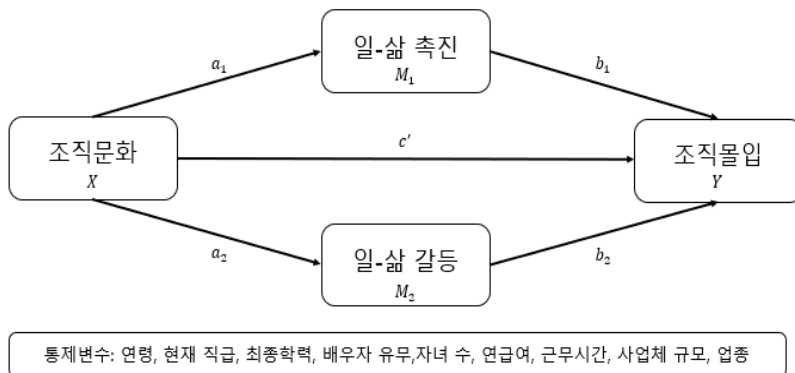 일-삶 촉진
M₁
a₁
b₁
조직문화
X
c′
조직몰입
Y
a₂
b₂
일-삶 갈등
M₂
통제변수: 연령, 현재 직급, 최종학력, 배우자 유무,자녀 수, 연급여, 근무시간, 사업체 규모, 업종